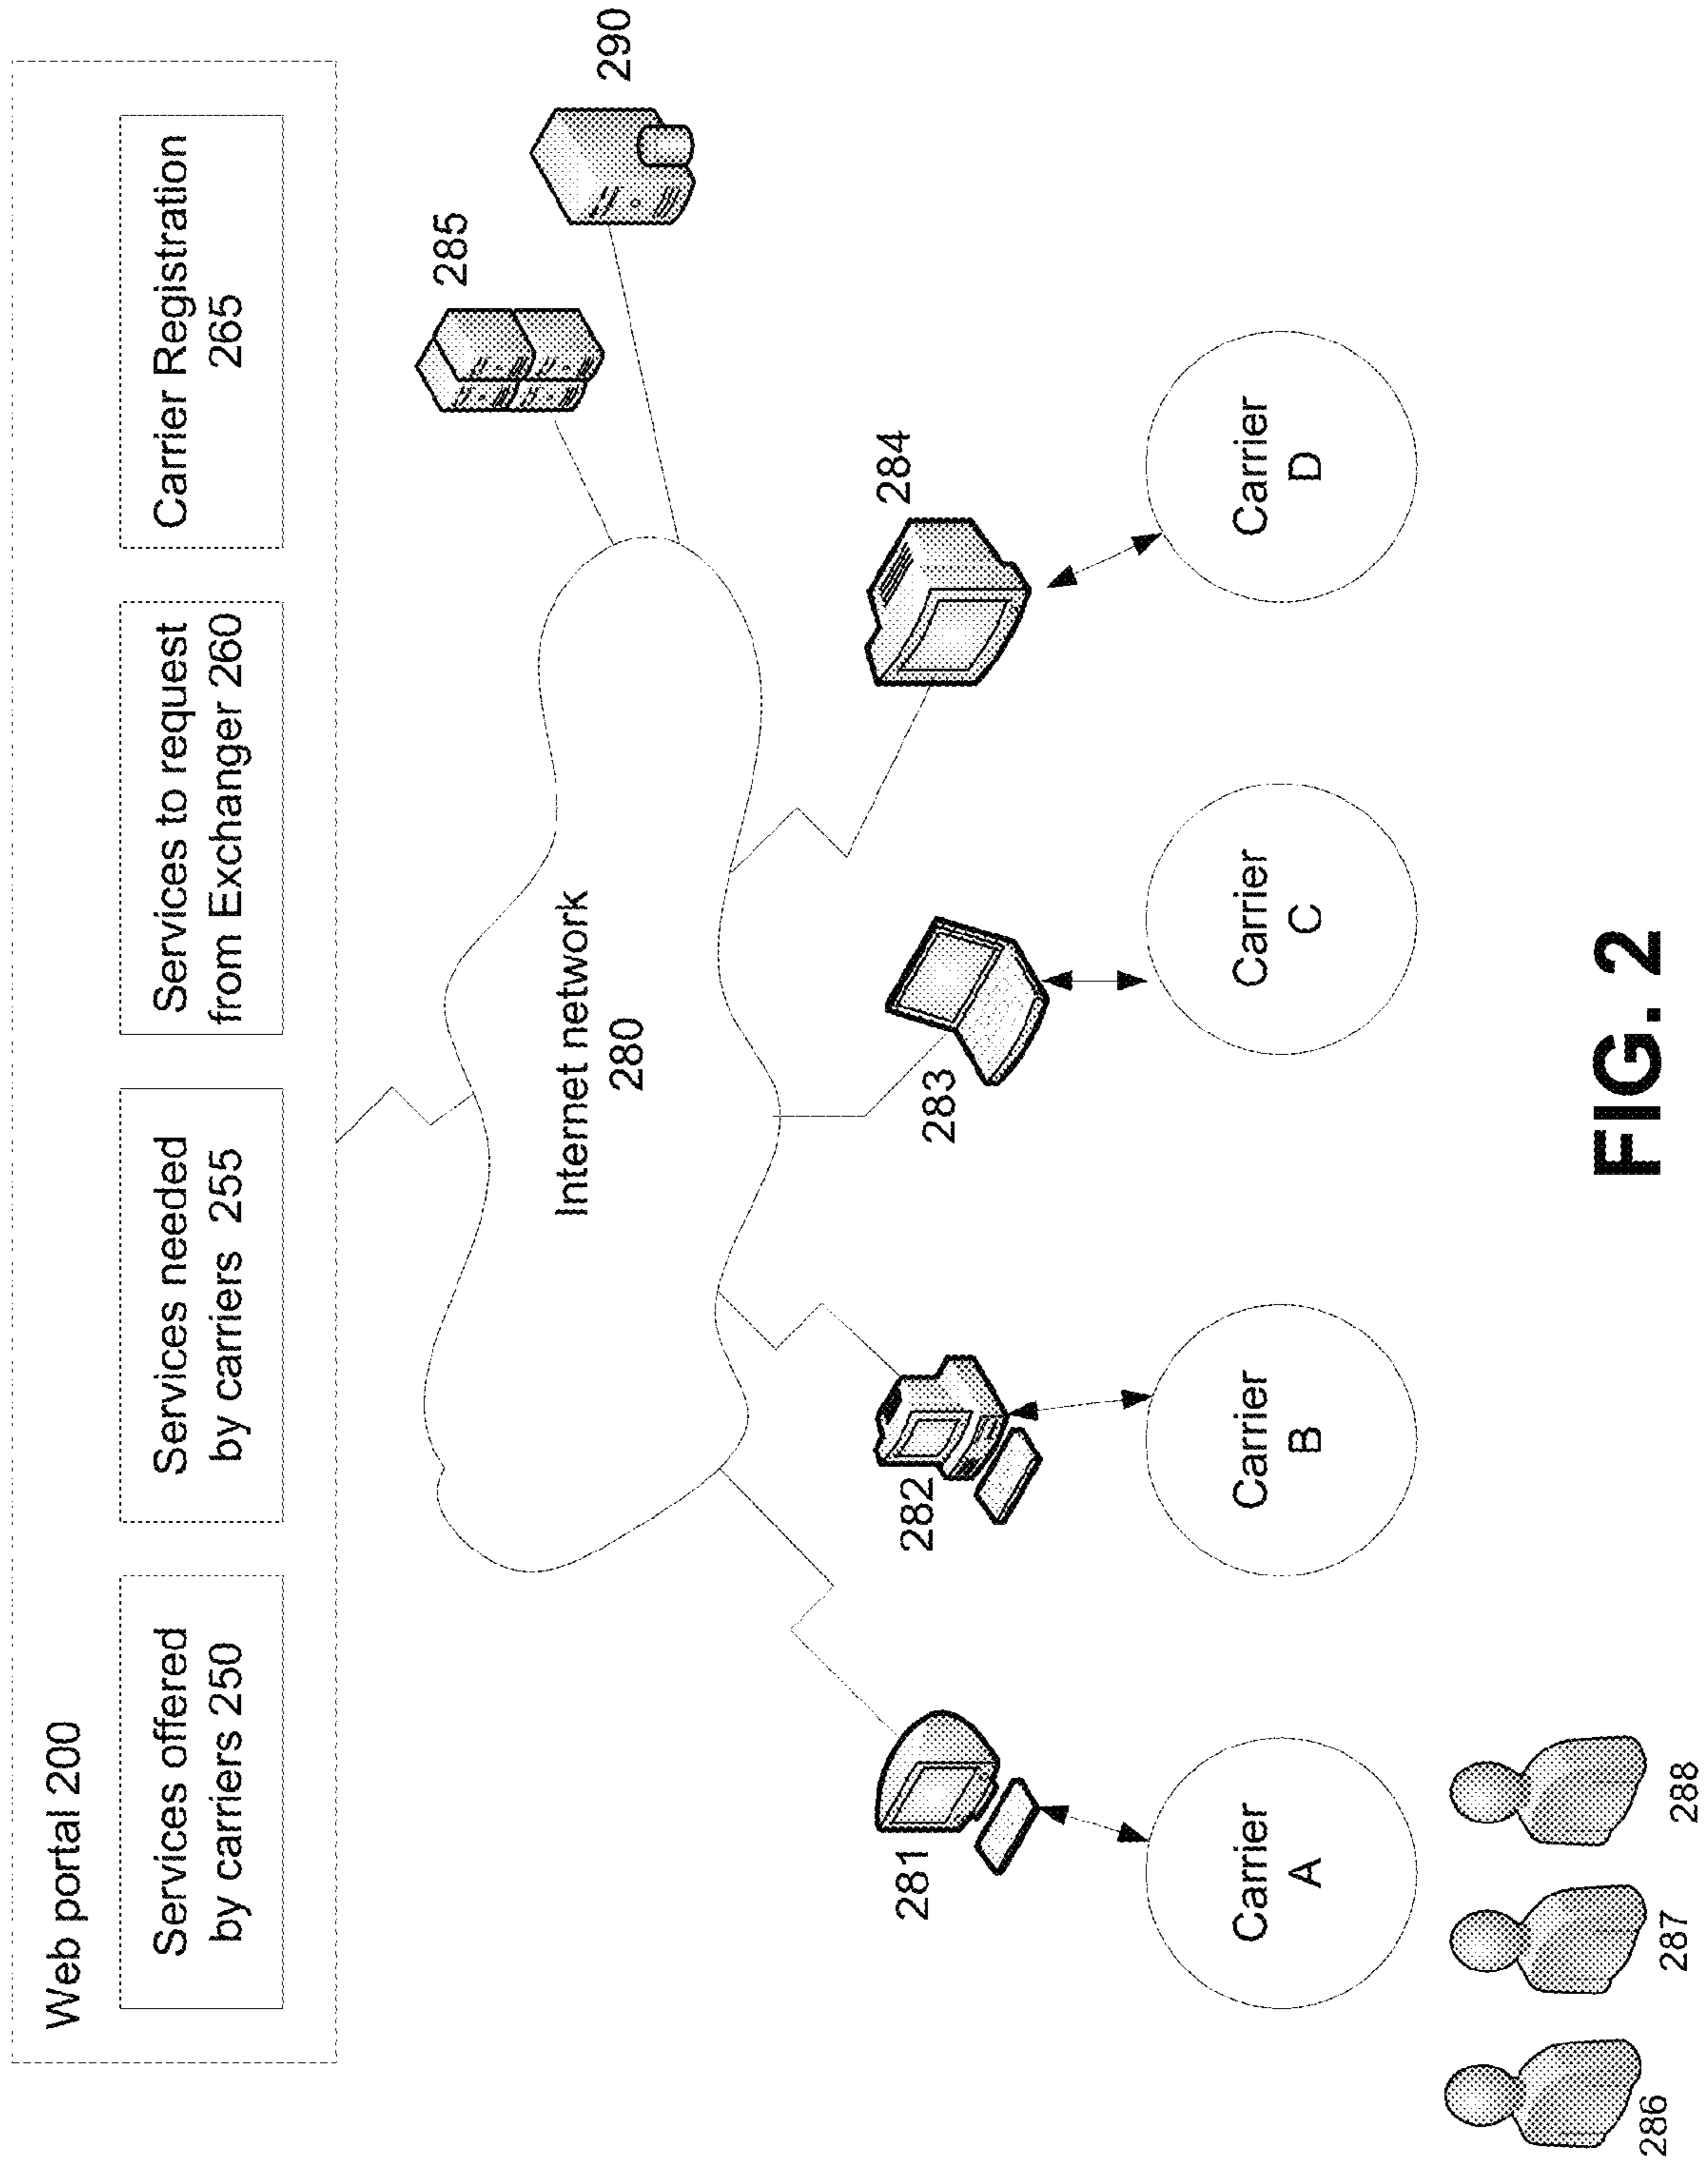 Web portal 200
Services offered
by carriers 250
Services needed
by carriers 255
Services to request
from Exchanger 260
Carrier Registration
265
285
290
Internet network
280
281
282
283
284
Carrier
A
Carrier
B
Carrier
C
Carrier
D
286
287
288
FIG. 2